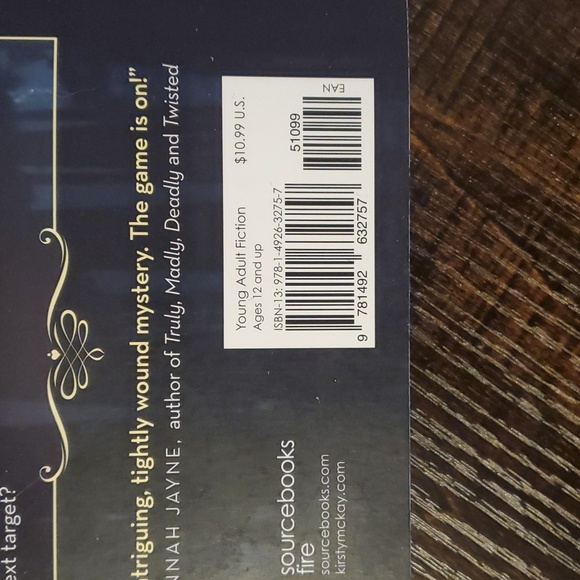 ext target?
ntriguing, tightly wound mystery. The game is on!”
NNAH JAYNE, author of Truly, Madly, Deadly and Twisted
Young Adult Fiction $10.99 U.S.
Ages 12 and up
ISBN-13: 978-1-4926-3275-7
51099
EAN
9 781492 632757
sourcebooks
fire
sourcebooks.com
kirstymckay.com